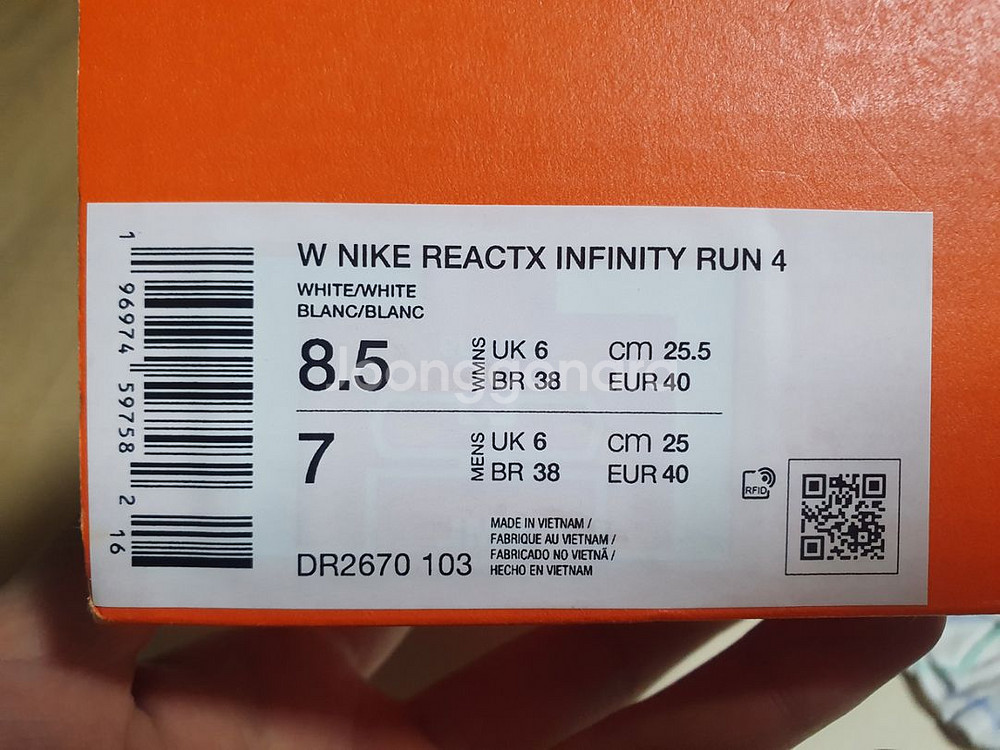 W NIKE REACTX INFINITY RUN 4
WHITE/WHITE
BLANC/BLANC
8.5 WMNS UK 6 CM 25.5
BR 38 EUR 40
7 MENS UK 6 CM 25
BR 38 EUR 40
RFID
DR2670 103
MADE IN VIETNAM /
FABRIQUE AU VIETNAM /
FABRICADO NO VIETNÃ /
HECHO EN VIETNAM
1 96974 59758 2 16
Joonggonara